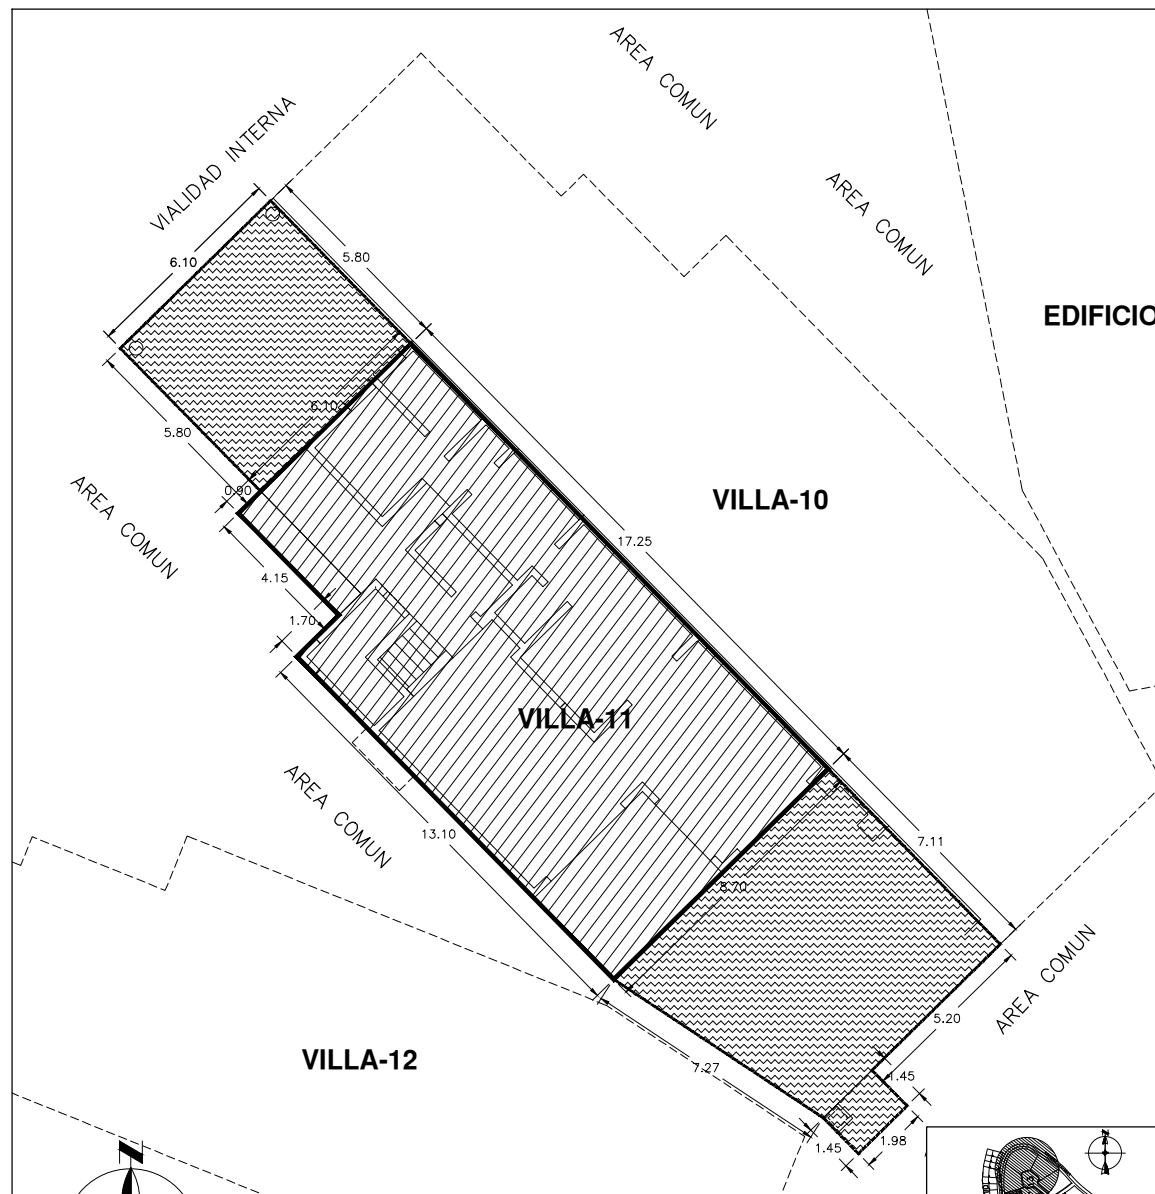 AREA COMUN
VIALIDAD INTERNA
AREA COMUN
6.10
5.80
EDIFICIO
6.10
5.80
0.90
AREA COMUN
VILLA-10
17.25
4.15
1.70
VILLA-11
AREA COMUN
13.10
7.11
8.70
AREA COMUN
5.20
VILLA-12
7.27
1.45
1.45
1.98
N